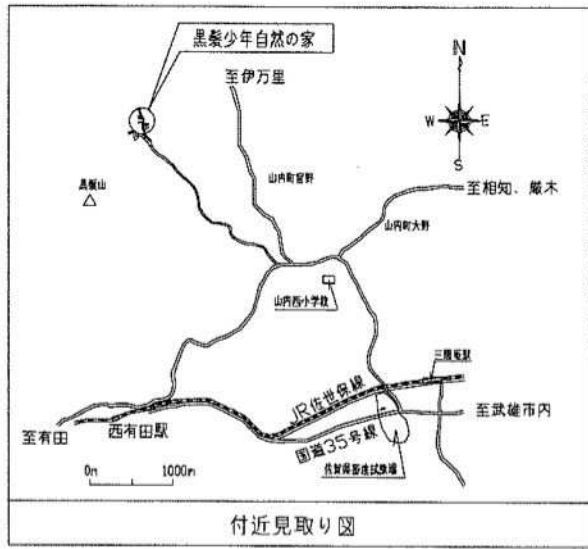 黒髪少年自然の家
至伊万里
N
W
E
S
黒髪山
山内町宮野
至相知、厳木
山内町大野
山内西小学校
三間坂駅
JR佐世保線
至武雄市内
至有田
西有田駅
国道35号線
佐賀県畜産試験場
0m
1000m
付近見取り図